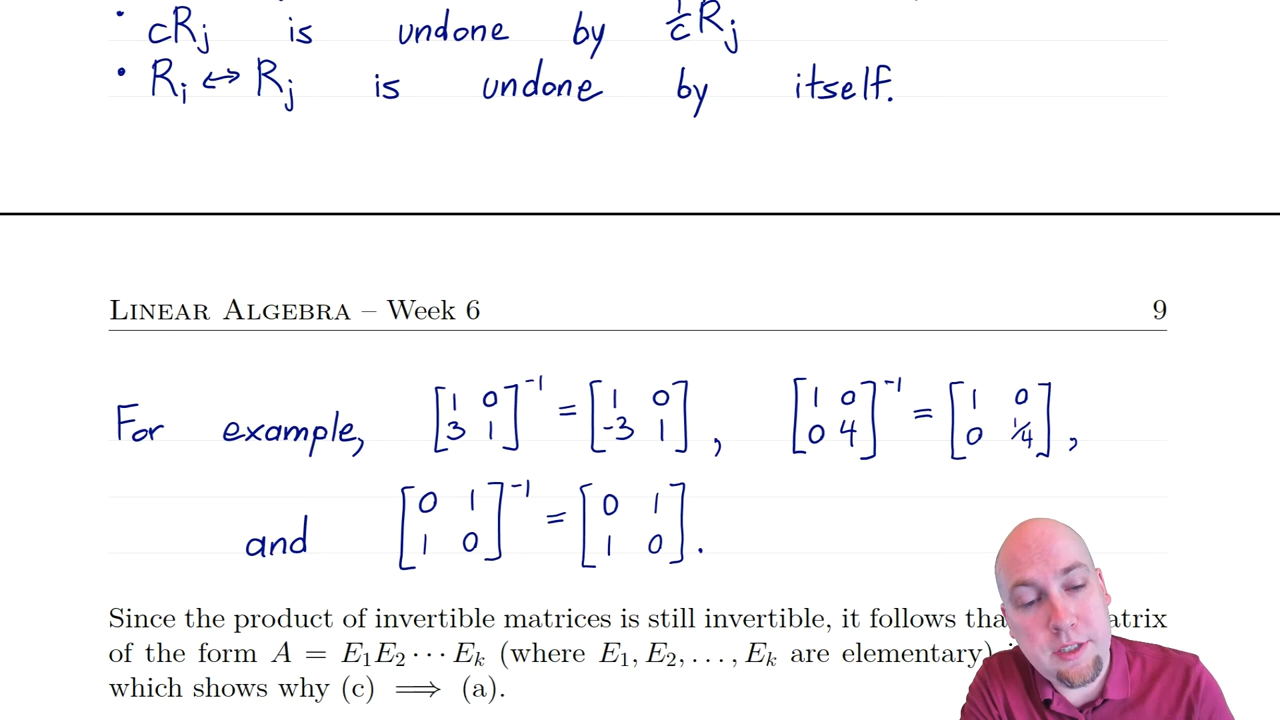 • cRⱼ is undone by 1/c Rⱼ
• Rᵢ ↔ Rⱼ is undone by itself.
LINEAR ALGEBRA – Week 6 9
For example, [1 0; 3 1]⁻¹ = [1 0; -3 1], [1 0; 0 4]⁻¹ = [1 0; 0 1/4],
and [0 1; 1 0]⁻¹ = [0 1; 1 0].
Since the product of invertible matrices is still invertible, it follows
of the form A = E₁E₂⋯Eₖ (where E₁, E₂, …, Eₖ are elementary)
which shows why (c) ⟹ (a).